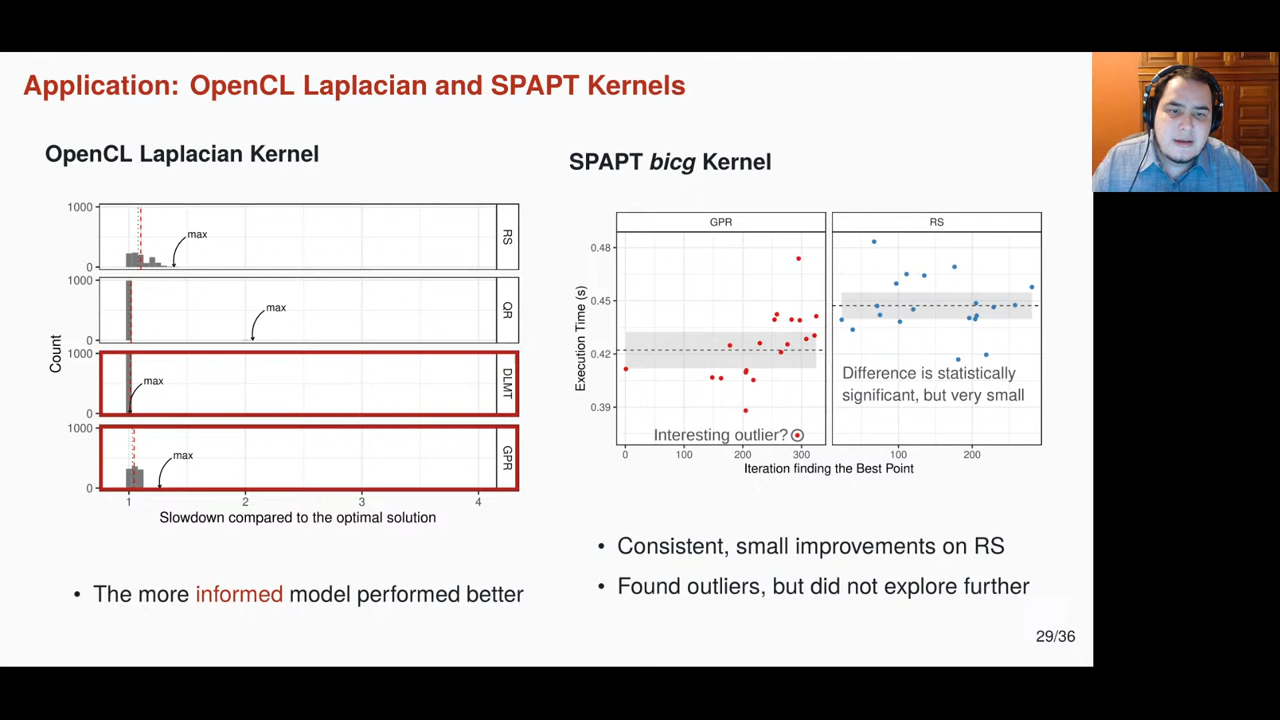 Application: OpenCL Laplacian and SPAPT Kernels
OpenCL Laplacian Kernel
1000
0
max
RS
1000
0
max
QR
1000
0
max
DLMT
1000
0
max
GPR
Count
1 2 3 4
Slowdown compared to the optimal solution
• The more informed model performed better
SPAPT bicg Kernel
GPR
RS
0.48
0.45
0.42
0.39
Execution Time (s)
Difference is statistically
significant, but very small
Interesting outlier?
0 100 200 300
100 200
Iteration finding the Best Point
• Consistent, small improvements on RS
• Found outliers, but did not explore further
29/36